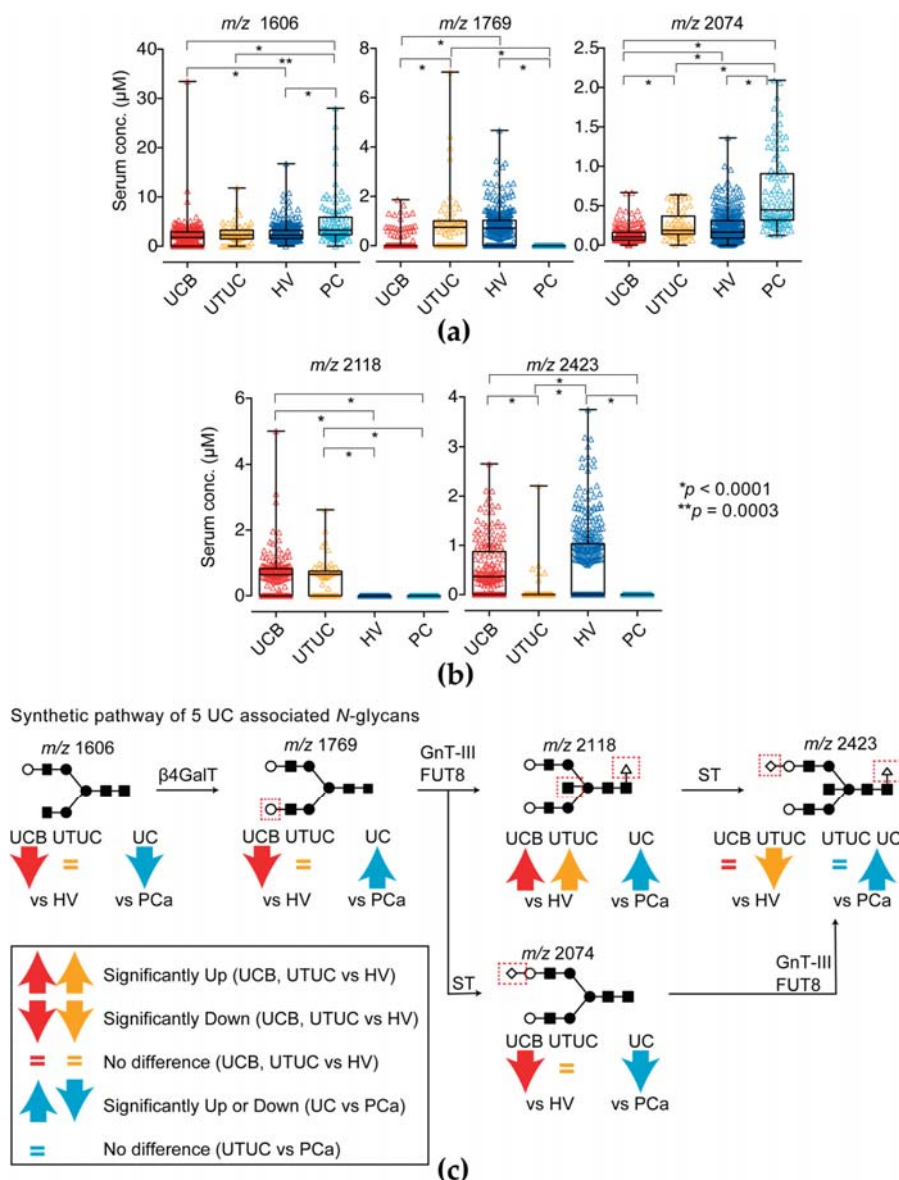 m/z 1606
m/z 1769
m/z 2074
Serum conc. (µM)
40
30
20
10
0
8
6
4
2
0
2.5
2.0
1.5
1.0
0.5
0.0
*
*
**
*
*
*
*
*
*
*
*
*
*
*
*
UCB
UTUC
HV
PC
UCB
UTUC
HV
PC
UCB
UTUC
HV
PC
(a)
m/z 2118
m/z 2423
Serum conc. (µM)
6
4
2
0
4
3
2
1
0
*
*
*
*
*
*
*
*
*p < 0.0001
**p = 0.0003
UCB
UTUC
HV
PC
UCB
UTUC
HV
PC
(b)
Synthetic pathway of 5 UC associated N-glycans
m/z 1606
β4GalT
m/z 1769
GnT-III
FUT8
m/z 2118
ST
m/z 2423
UCB UTUC UC
= 
vs HV vs PCa
UCB UTUC UC
=
vs HV vs PCa
UCB UTUC UC
vs HV vs PCa
UCB UTUC UTUC UC
= =
vs HV vs PCa
ST
m/z 2074
GnT-III
FUT8
UCB UTUC UC
=
vs HV vs PCa
Significantly Up (UCB, UTUC vs HV)
Significantly Down (UCB, UTUC vs HV)
= = No difference (UCB, UTUC vs HV)
Significantly Up or Down (UC vs PCa)
= No difference (UTUC vs PCa)
(c)